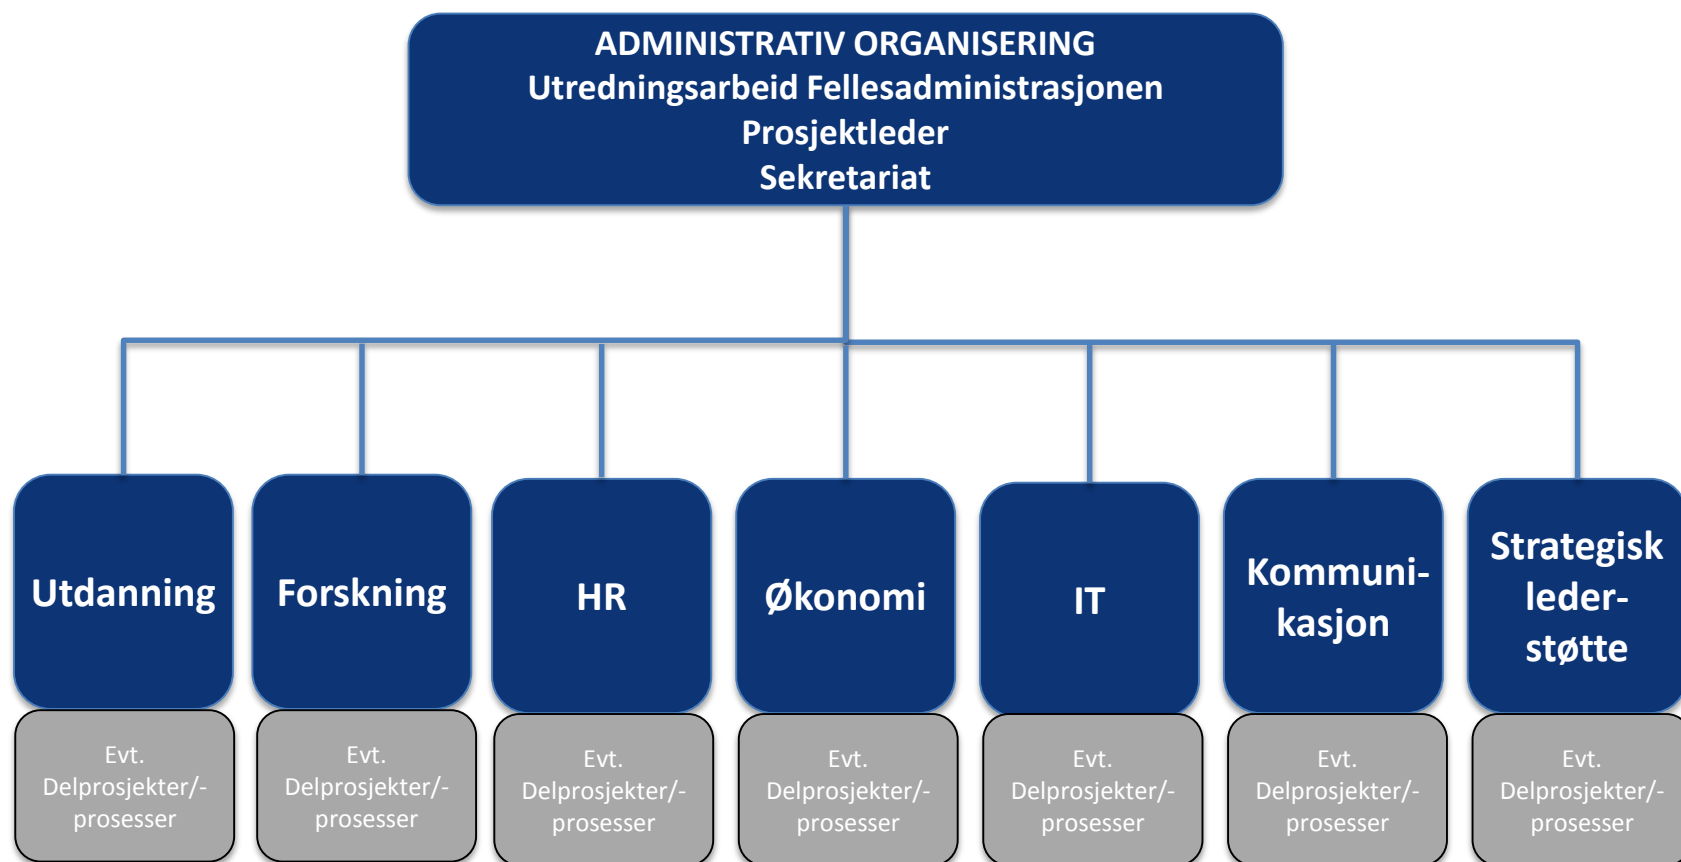 ADMINISTRATIV ORGANISERING
Utredningsarbeid Fellesadministrasjonen
Prosjektleder
Sekretariat
Utdanning
Forskning
HR
Økonomi
IT
Kommuni-
kasjon
Strategisk
leder-
støtte
Evt.
Delprosjekter/-
prosesser
Evt.
Delprosjekter/-
prosesser
Evt.
Delprosjekter/-
prosesser
Evt.
Delprosjekter/-
prosesser
Evt.
Delprosjekter/-
prosesser
Evt.
Delprosjekter/-
prosesser
Evt.
Delprosjekter/-
prosesser